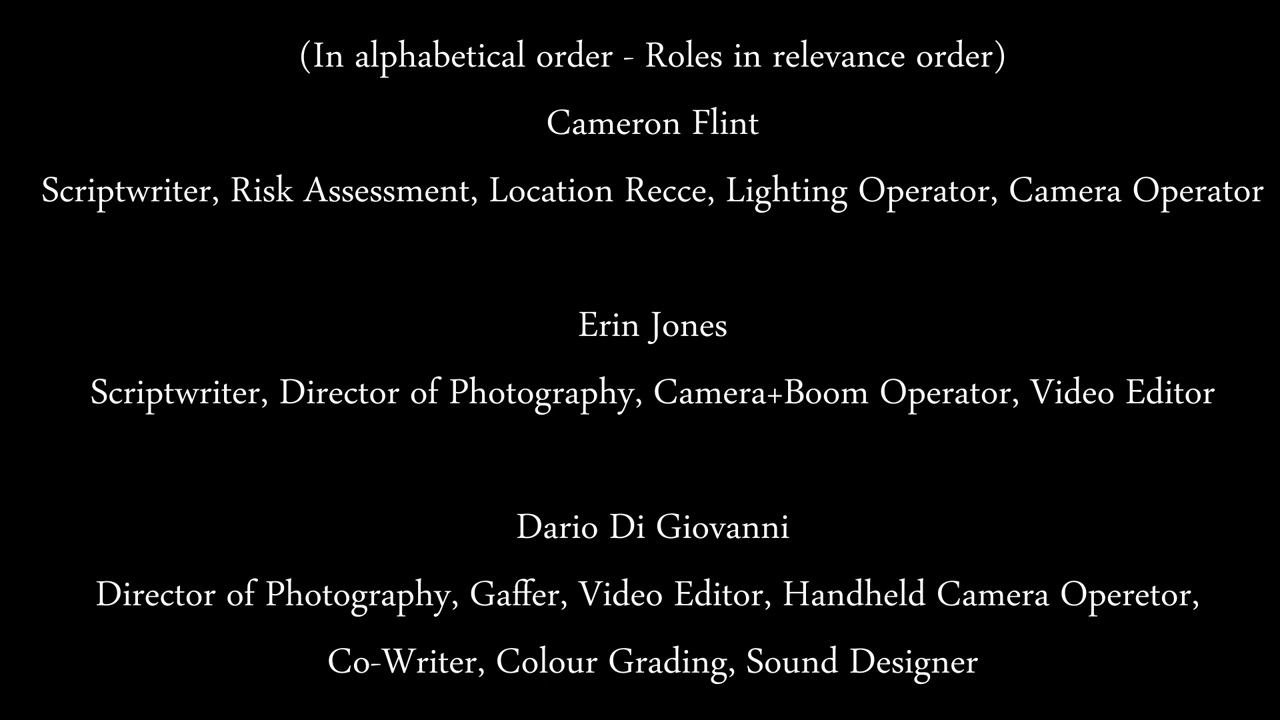 (In alphabetical order - Roles in relevance order)
Cameron Flint
Scriptwriter, Risk Assessment, Location Recce, Lighting Operator, Camera Operator
Erin Jones
Scriptwriter, Director of Photography, Camera+Boom Operator, Video Editor
Dario Di Giovanni
Director of Photography, Gaffer, Video Editor, Handheld Camera Operetor,
Co-Writer, Colour Grading, Sound Designer